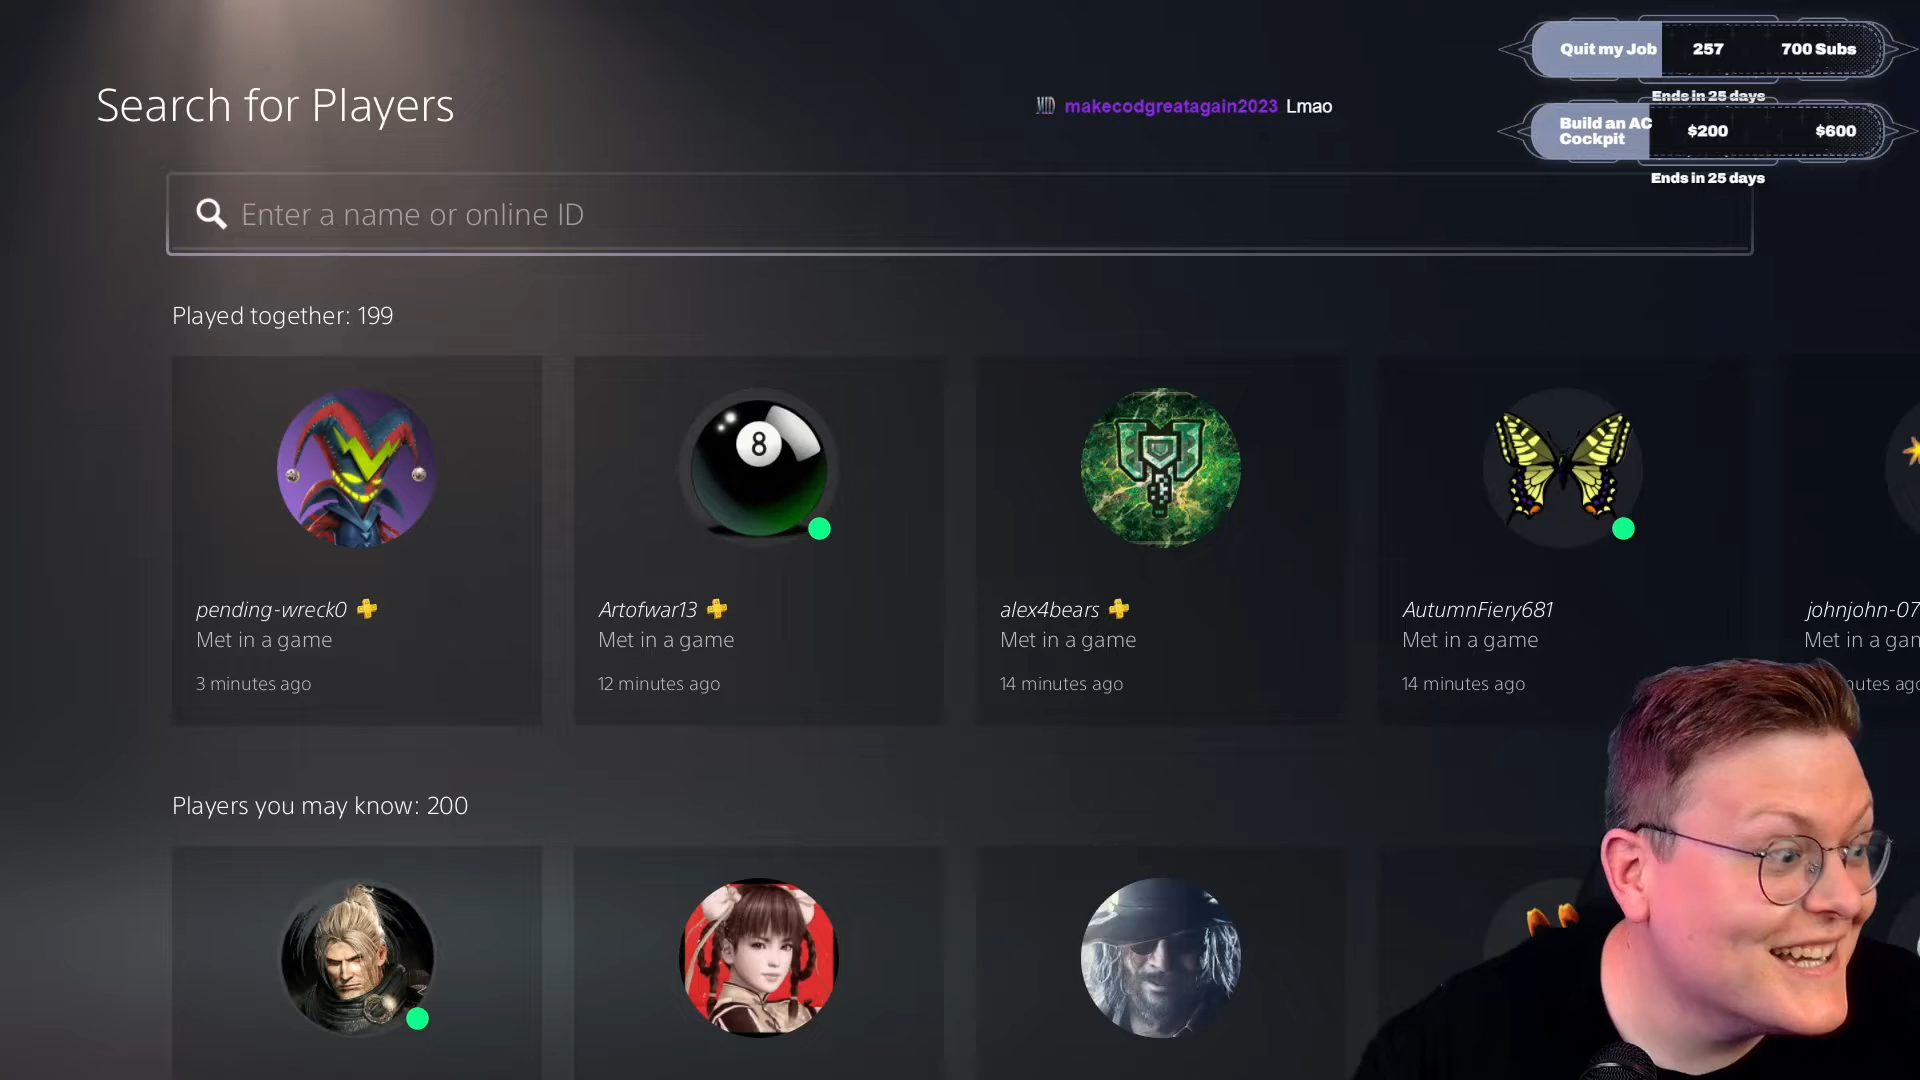 Search for Players
makecodgreatagain2023 Lmao
Quit my Job 257 700 Subs
Ends in 25 days
Build an AC
Cockpit
$200 $600
Ends in 25 days
Enter a name or online ID
Played together: 199
8
pending-wreck0
Met in a game
3 minutes ago
Artofwar13
Met in a game
12 minutes ago
alex4bears
Met in a game
14 minutes ago
AutumnFiery681
Met in a game
14 minutes ago
johnjohn-07
Met in a
Players you may know: 200